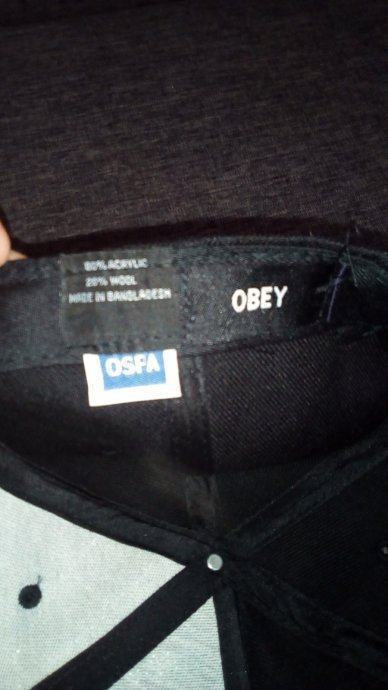 80% ACRYLIC
20% WOOL
MADE IN BANGLADESH
OBEY
OSFA